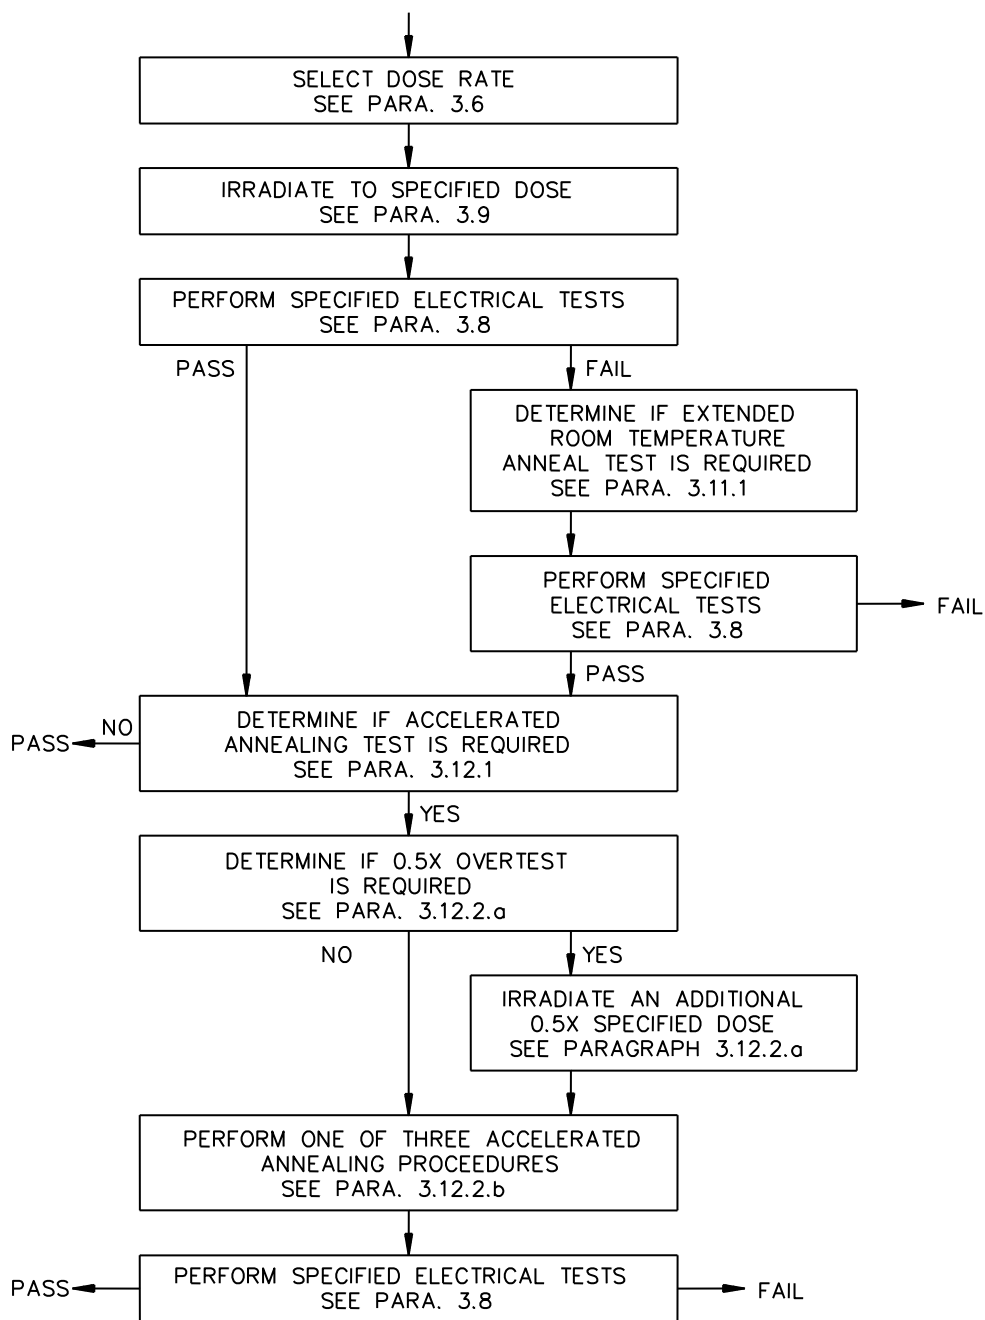 SELECT DOSE RATE
SEE PARA. 3.6
IRRADIATE TO SPECIFIED DOSE
SEE PARA. 3.9
PERFORM SPECIFIED ELECTRICAL TESTS
SEE PARA. 3.8
PASS
FAIL
DETERMINE IF EXTENDED
ROOM TEMPERATURE
ANNEAL TEST IS REQUIRED
SEE PARA. 3.11.1
PERFORM SPECIFIED
ELECTRICAL TESTS
SEE PARA. 3.8
FAIL
PASS
DETERMINE IF ACCELERATED
ANNEALING TEST IS REQUIRED
SEE PARA. 3.12.1
NO
PASS
YES
DETERMINE IF 0.5X OVERTEST
IS REQUIRED
SEE PARA. 3.12.2.a
NO
YES
IRRADIATE AN ADDITIONAL
0.5X SPECIFIED DOSE
SEE PARAGRAPH 3.12.2.a
PERFORM ONE OF THREE ACCELERATED
ANNEALING PROCEEDURES
SEE PARA. 3.12.2.b
PERFORM SPECIFIED ELECTRICAL TESTS
SEE PARA. 3.8
PASS
FAIL